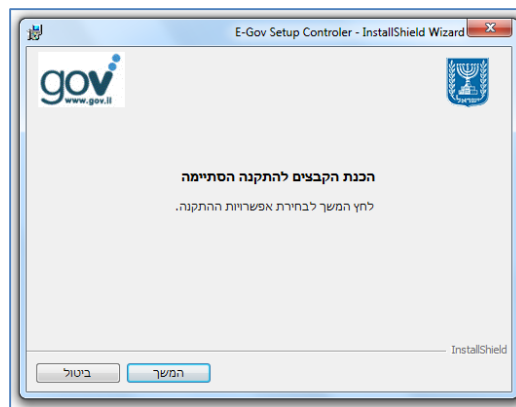 E-Gov Setup Controler - InstallShield Wizard
gov
www.gov.il
ישראל
הכנת הקבצים להתקנה הסתיימה
לחץ המשך לבחירת אפשרויות ההתקנה.
InstallShield
המשך
ביטול